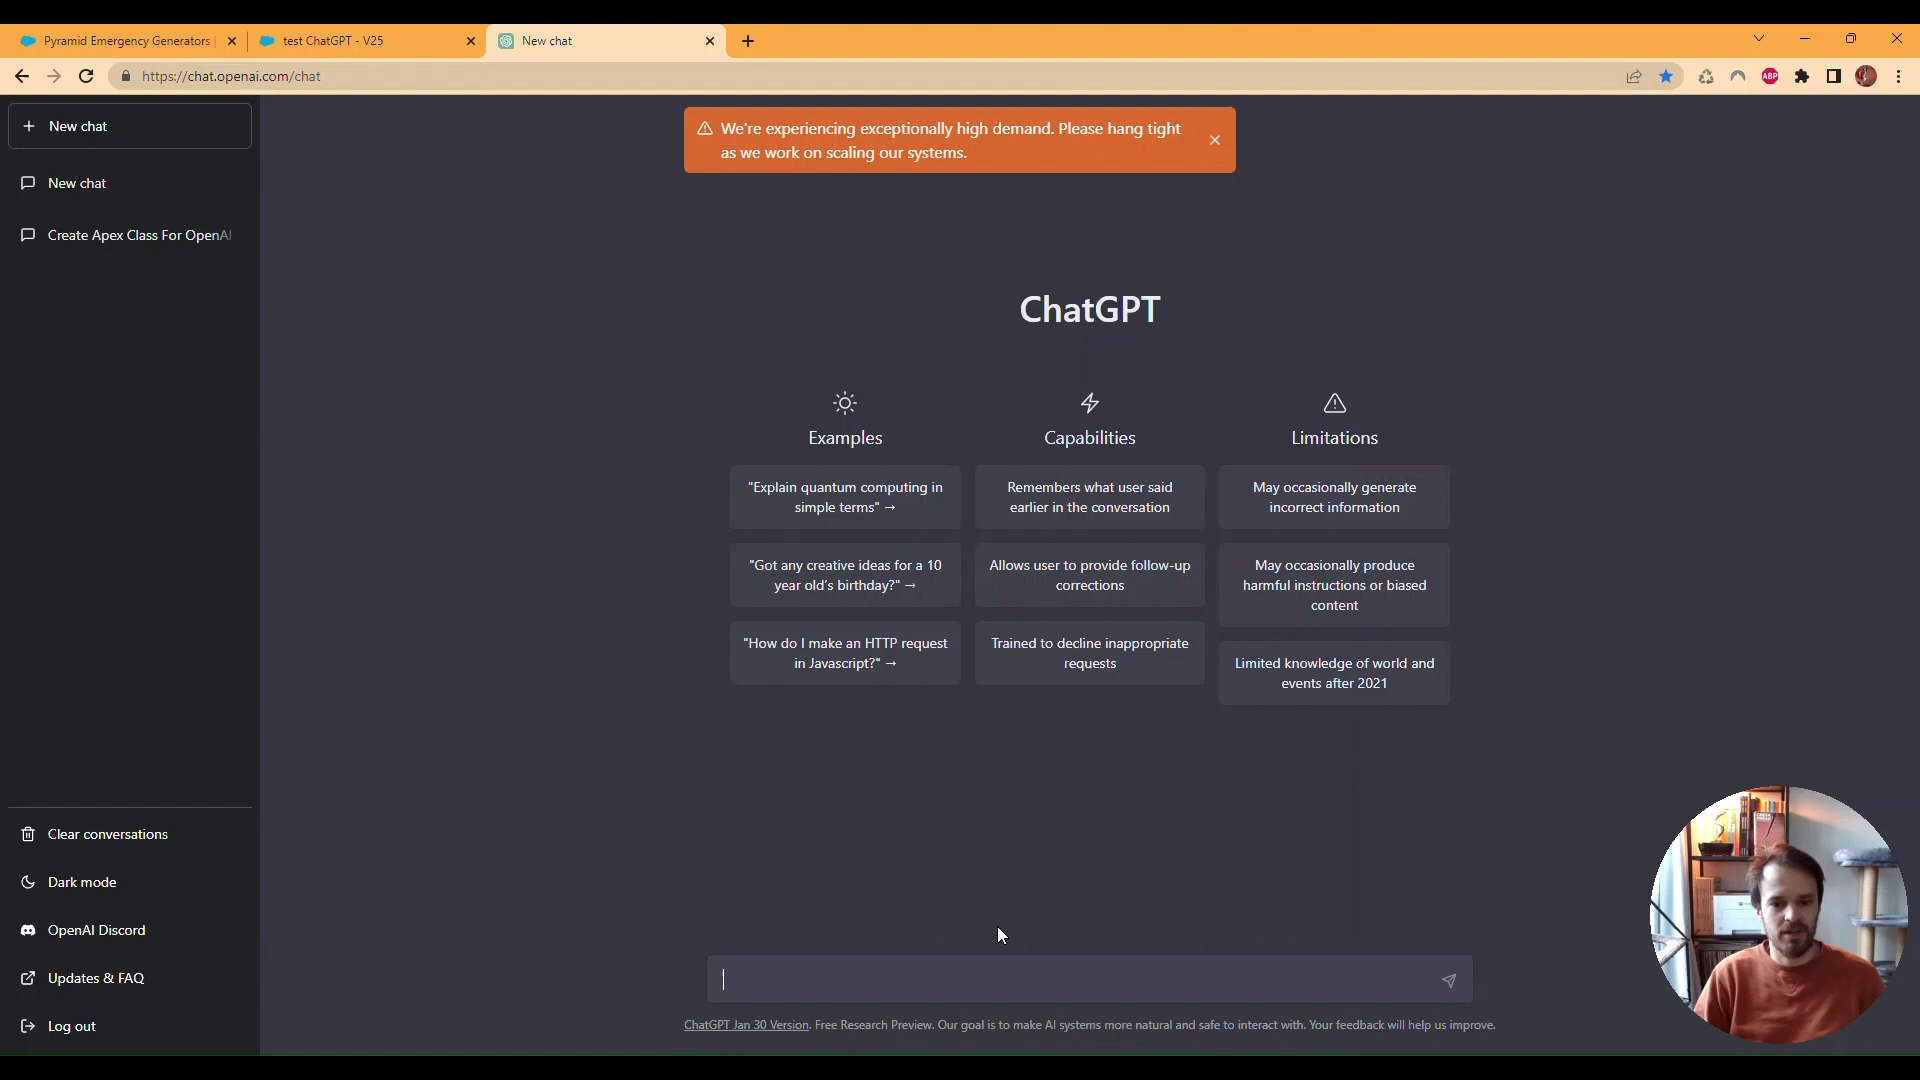 Pyramid Emergency Generators |
test ChatGPT - V25
New chat
https://chat.openai.com/chat
ABP
New chat
New chat
Create Apex Class For OpenAI
We're experiencing exceptionally high demand. Please hang tight
as we work on scaling our systems.
ChatGPT
Examples
"Explain quantum computing in
simple terms" →
"Got any creative ideas for a 10
year old's birthday?" →
"How do I make an HTTP request
in Javascript?" →
Capabilities
Remembers what user said
earlier in the conversation
Allows user to provide follow-up
corrections
Trained to decline inappropriate
requests
Limitations
May occasionally generate
incorrect information
May occasionally produce
harmful instructions or biased
content
Limited knowledge of world and
events after 2021
Clear conversations
Dark mode
OpenAI Discord
Updates & FAQ
Log out
ChatGPT Jan 30 Version. Free Research Preview. Our goal is to make AI systems more natural and safe to interact with. Your feedback will help us improve.